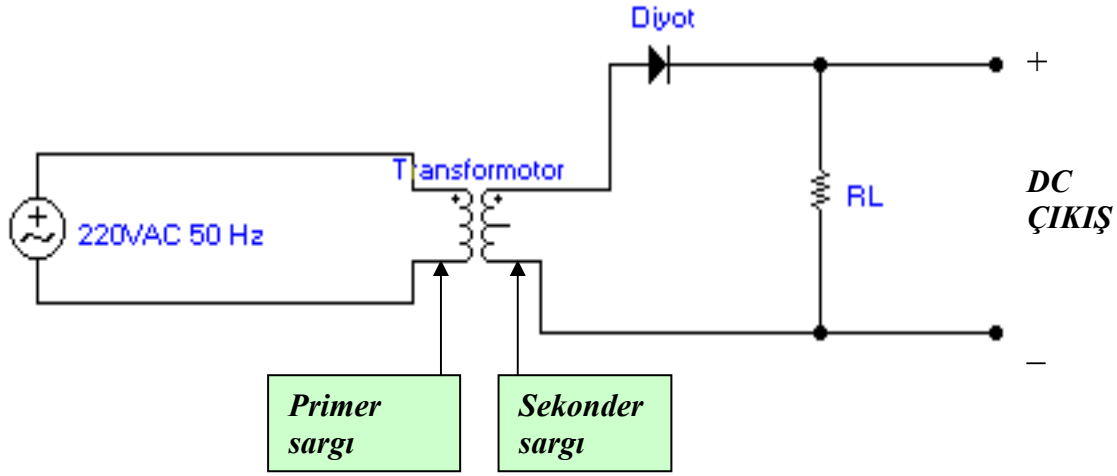 Diyot
+
Transformotor
220VAC 50 Hz
RL
DC
ÇIKIŞ
–
Primer
sargı
Sekonder
sargı